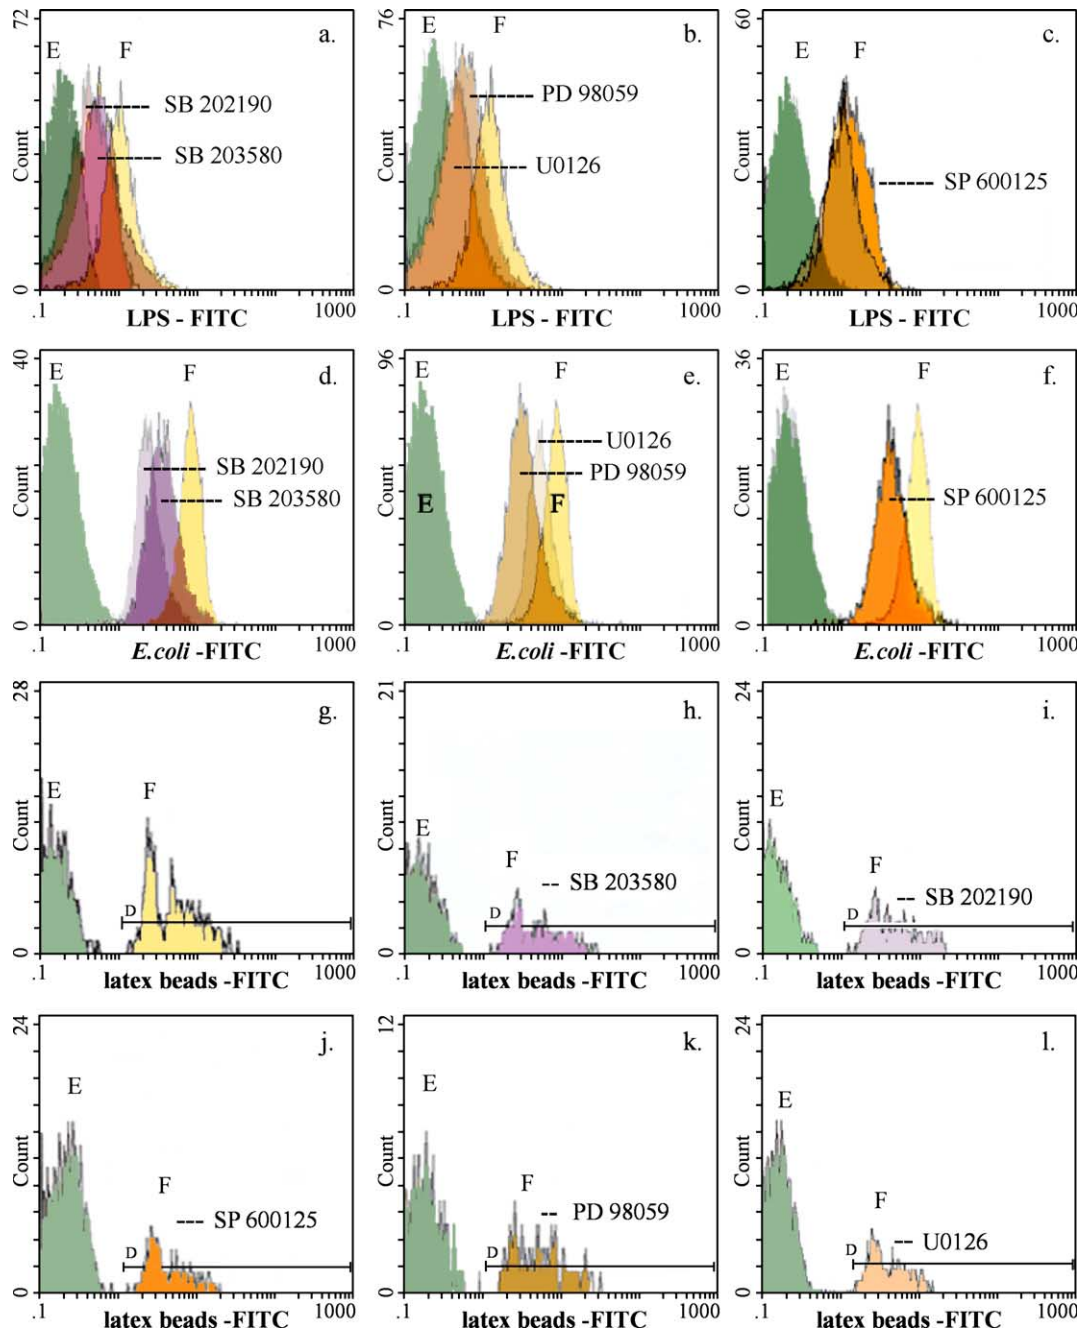 72
E
F
a.
SB 202190
SB 203580
Count
0
.1
1000
LPS - FITC
76
E
F
b.
PD 98059
U0126
Count
0
.1
1000
LPS - FITC
60
E
F
c.
SP 600125
Count
0
.1
1000
LPS - FITC
40
E
F
d.
SB 202190
SB 203580
Count
0
.1
1000
E.coli -FITC
96
E
F
e.
U0126
PD 98059
E
F
Count
0
.1
1000
E.coli -FITC
36
E
F
f.
SP 600125
Count
0
.1
1000
E.coli -FITC
28
g.
E
F
Count
D
0
.1
1000
latex beads -FITC
21
h.
E
F
SB 203580
Count
D
0
.1
1000
latex beads -FITC
24
i.
E
F
SB 202190
Count
D
0
.1
1000
latex beads -FITC
24
j.
E
F
SP 600125
Count
D
0
.1
1000
latex beads -FITC
12
k.
E
F
PD 98059
Count
D
0
.1
1000
latex beads -FITC
24
l.
E
F
U0126
Count
D
0
.1
1000
latex beads -FITC